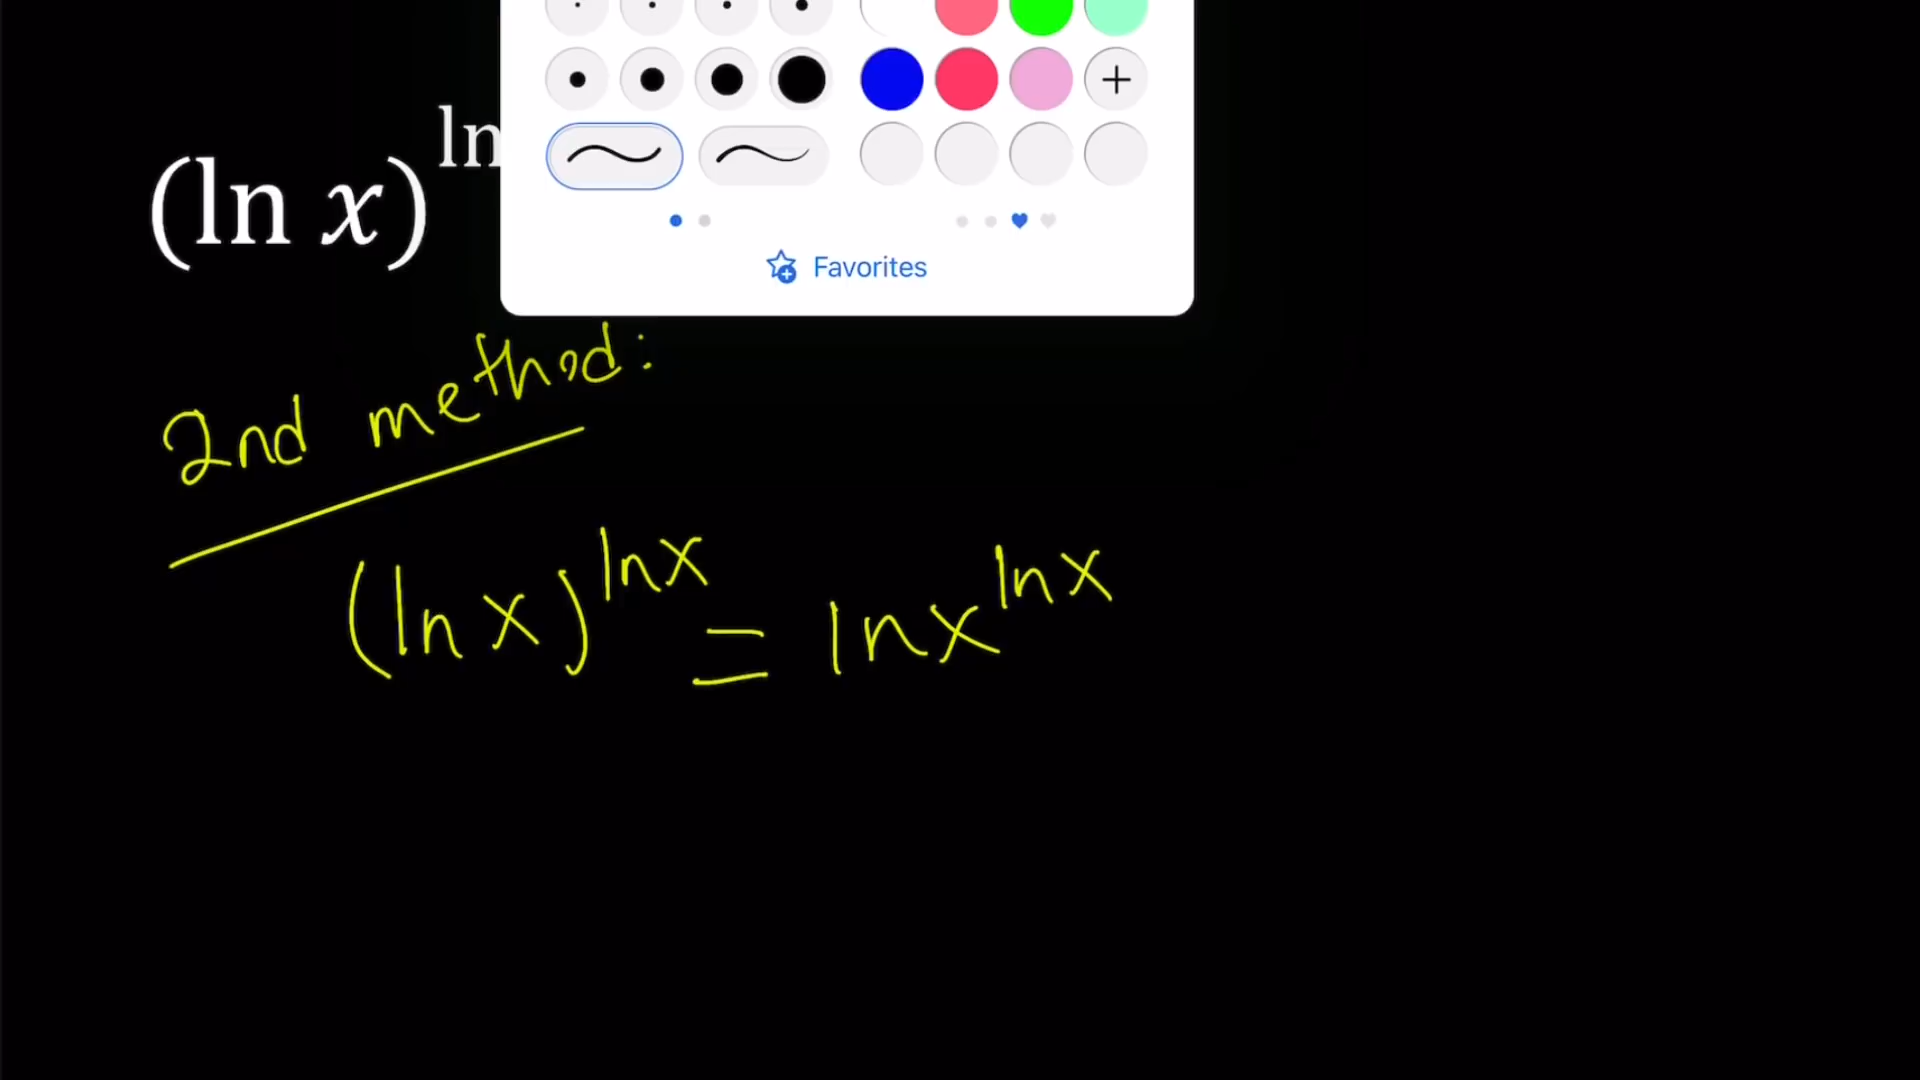 (ln x)^ln
Favorites
2nd method:
(ln x)^ln x = ln x^ln x